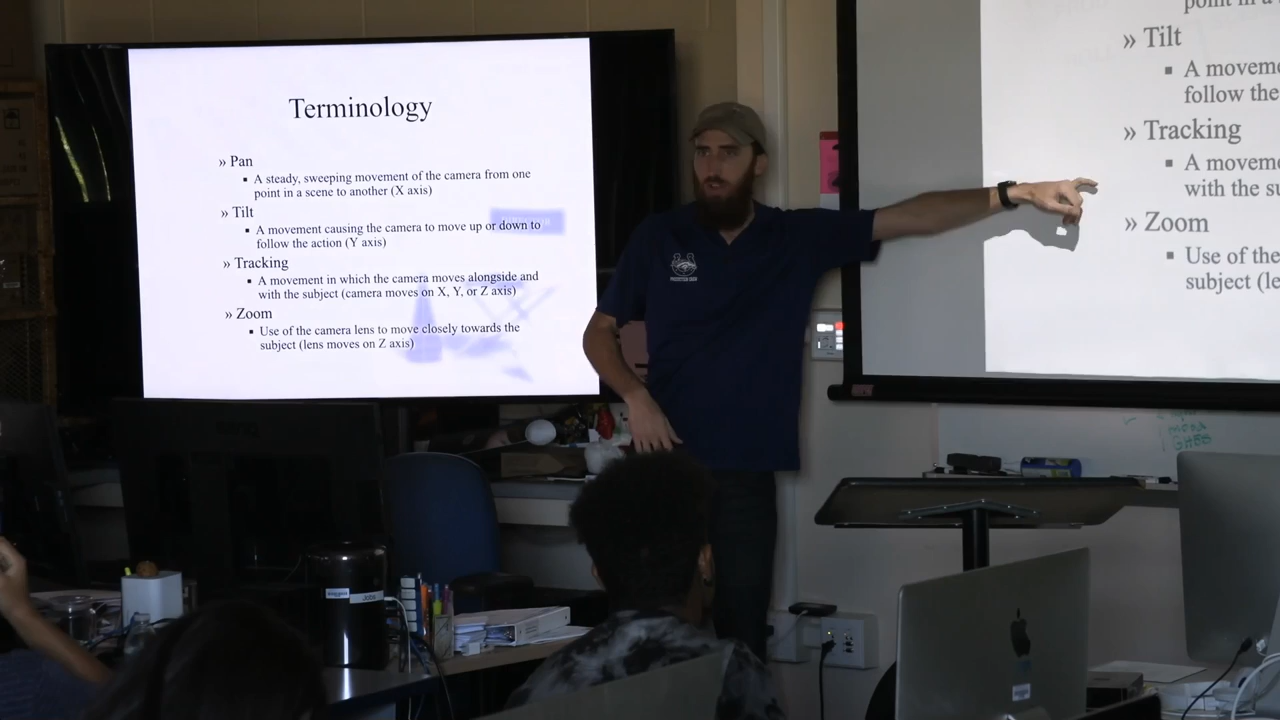 Terminology
» Pan
▪ A steady, sweeping movement of the camera from one
point in a scene to another (X axis)
» Tilt
▪ A movement causing the camera to move up or down to
follow the action (Y axis)
» Tracking
▪ A movement in which the camera moves alongside and
with the subject (camera moves on X, Y, or Z axis)
» Zoom
▪ Use of the camera lens to move closely towards the
subject (lens moves on Z axis)
» Tilt
▪ A movem
follow the
» Tracking
▪ A movem
with the su
» Zoom
▪ Use of the
subject (le